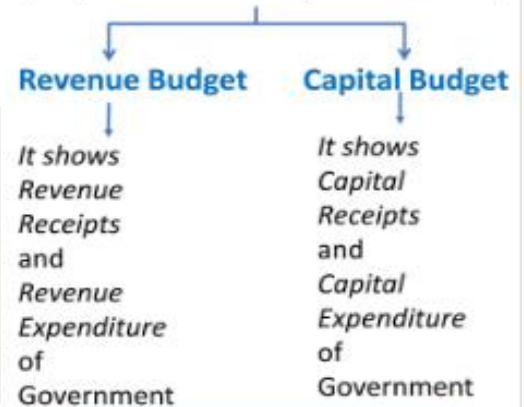 Revenue Budget
It shows
Revenue
Receipts
and
Revenue
Expenditure
of
Government
Capital Budget
It shows
Capital
Receipts
and
Capital
Expenditure
of
Government